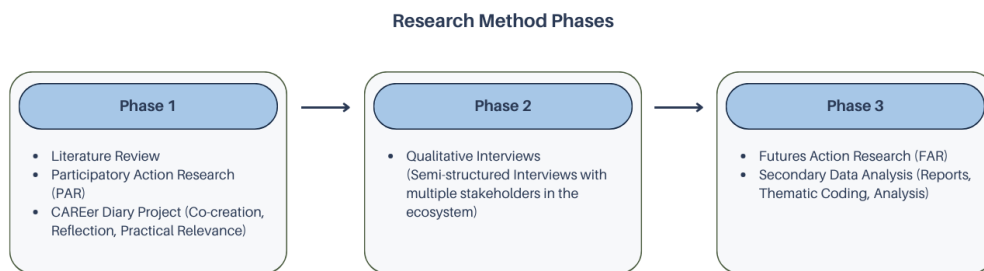 Research Method Phases
Phase 1
• Literature Review
• Participatory Action Research
(PAR)
• CAREer Diary Project (Co-creation,
Reflection, Practical Relevance)
Phase 2
• Qualitative Interviews
(Semi-structured Interviews with
multiple stakeholders in the
ecosystem)
Phase 3
• Futures Action Research (FAR)
• Secondary Data Analysis (Reports,
Thematic Coding, Analysis)